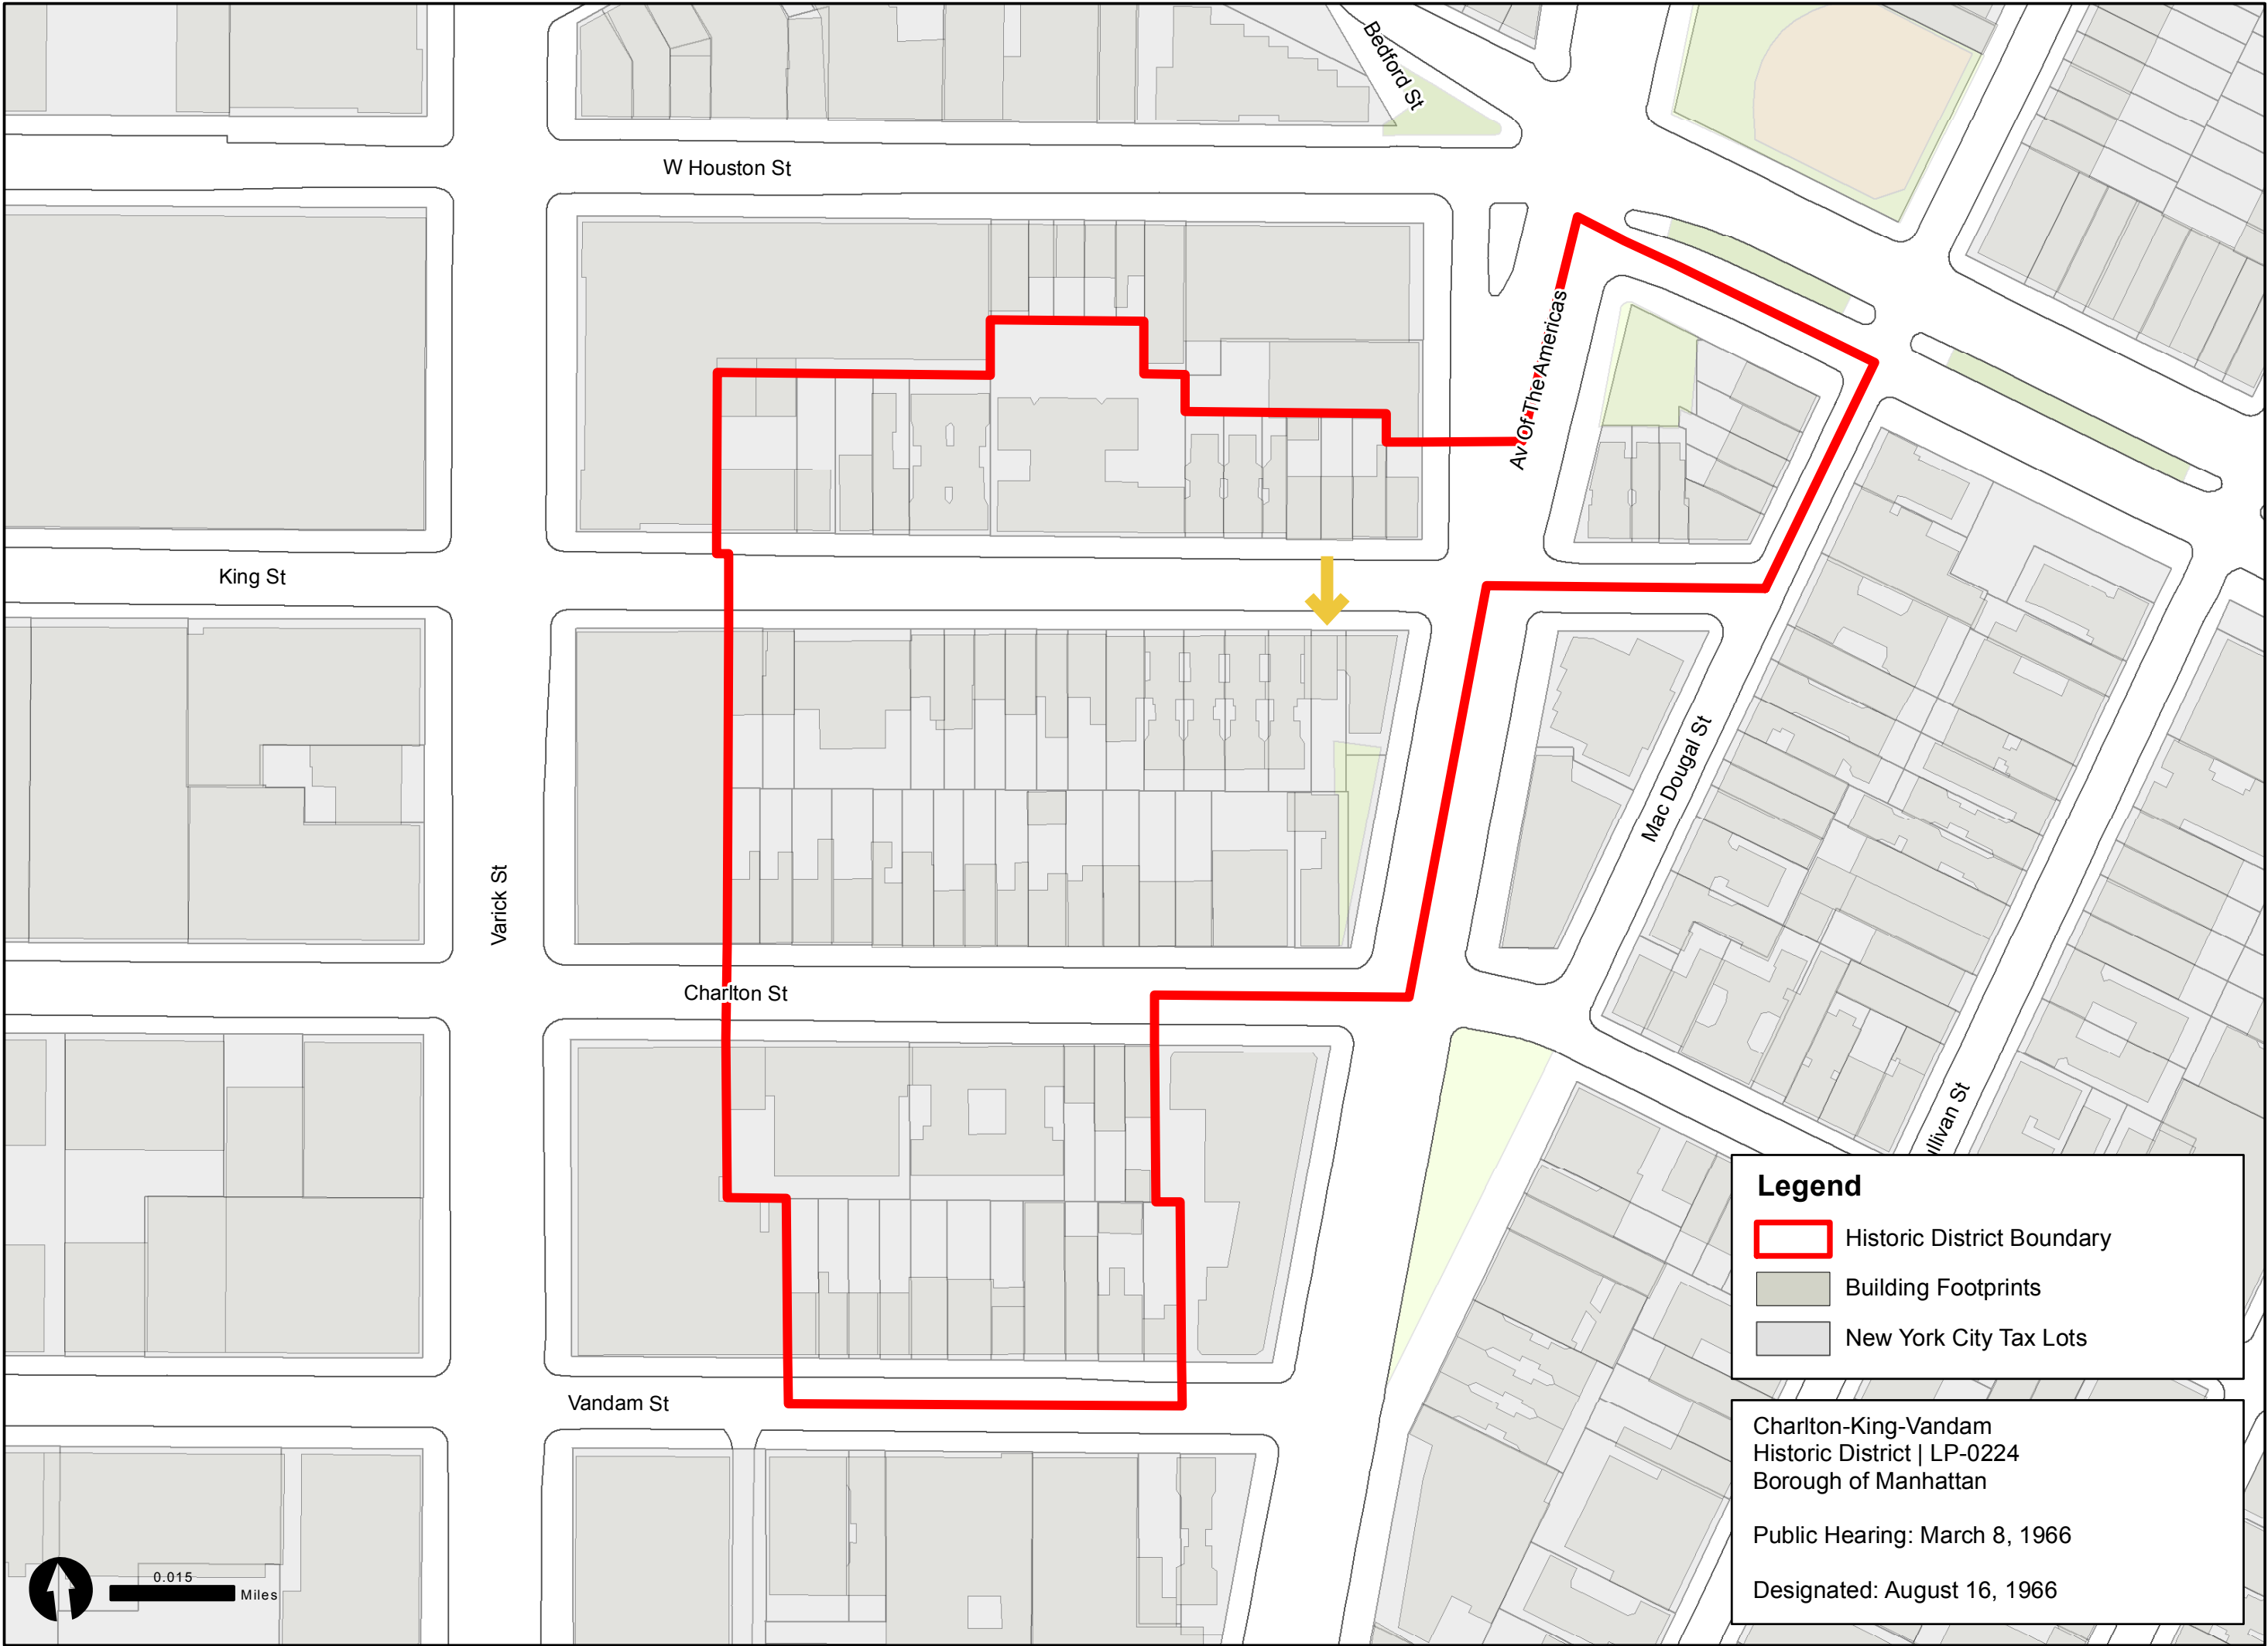 Bedford St
W Houston St
Av Of The Americas
King St
Mac Dougal St
Varick St
Charlton St
llivan St
Vandam St
Legend
Historic District Boundary
Building Footprints
New York City Tax Lots
Charlton-King-Vandam
Historic District | LP-0224
Borough of Manhattan
Public Hearing: March 8, 1966
Designated: August 16, 1966
0.015
Miles